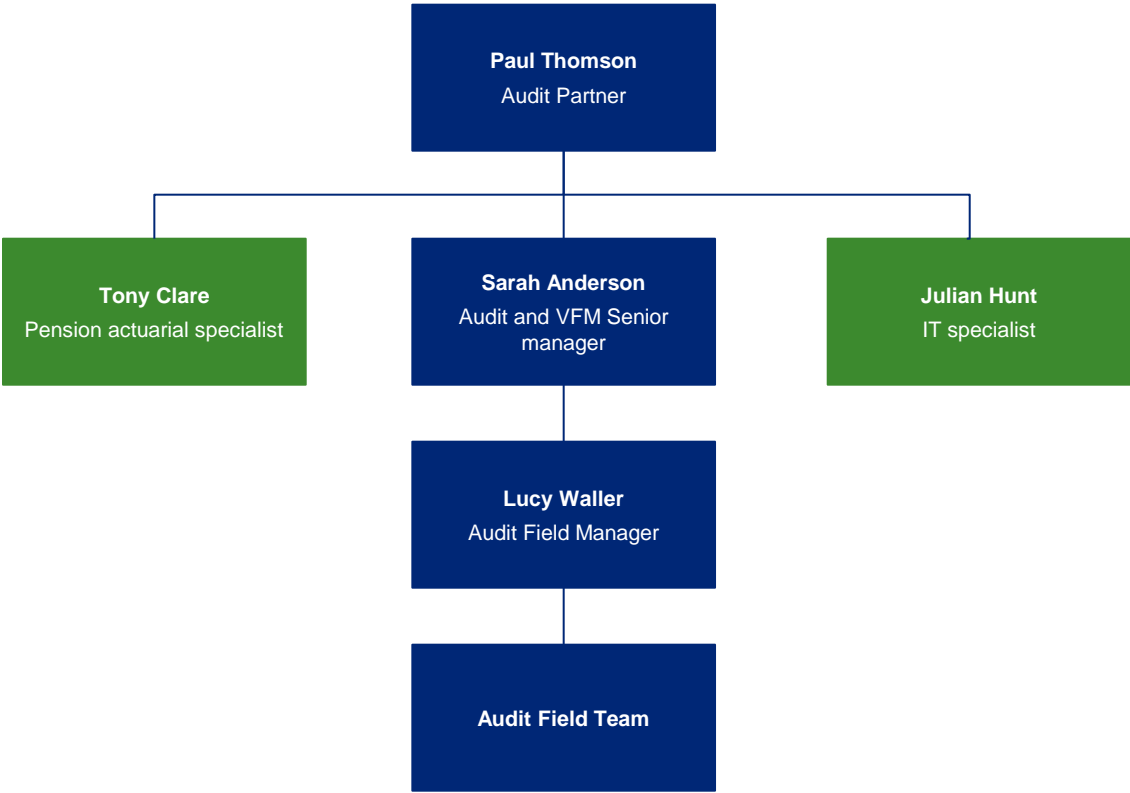 Paul Thomson
Audit Partner
Tony Clare
Pension actuarial specialist
Sarah Anderson
Audit and VFM Senior
manager
Julian Hunt
IT specialist
Lucy Waller
Audit Field Manager
Audit Field Team